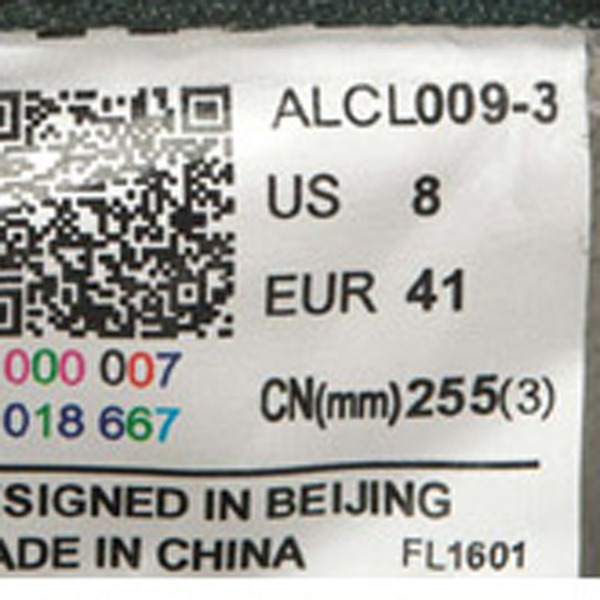 ALCL009-3
US 8
EUR 41
000 007
018 667
CN(mm)255(3)
SIGNED IN BEIJING
ADE IN CHINA FL1601